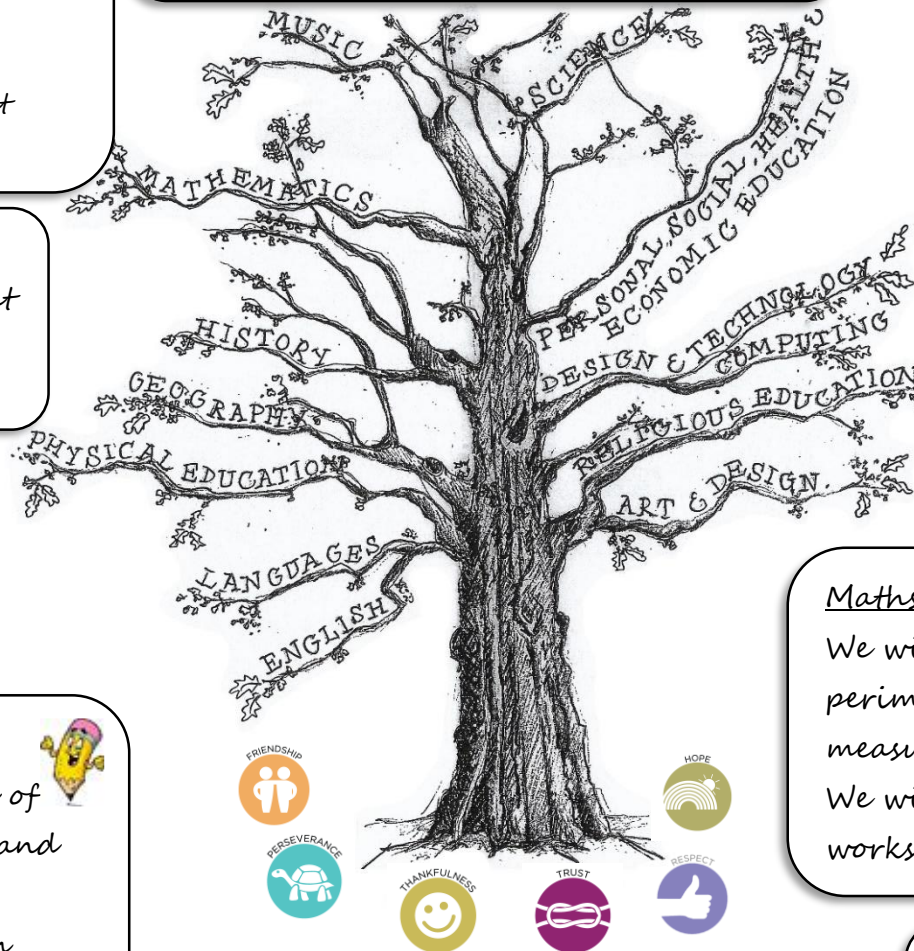 MUSIC
SCIENCE
PERSONAL, SOCIAL, HEALTH &
ECONOMIC EDUCATION
MATHEMATICS
HISTORY
GEOGRAPHY
PHYSICAL EDUCATION
LANGUAGES
ENGLISH
DESIGN & TECHNOLOGY
COMPUTING
RELIGIOUS EDUCATION
ART & DESIGN.
Maths
We wi
perim
measu
We wi
works
of
and
FRIENDSHIP
PERSEVERANCE
THANKFULNESS
TRUST
RESPECT
HOPE